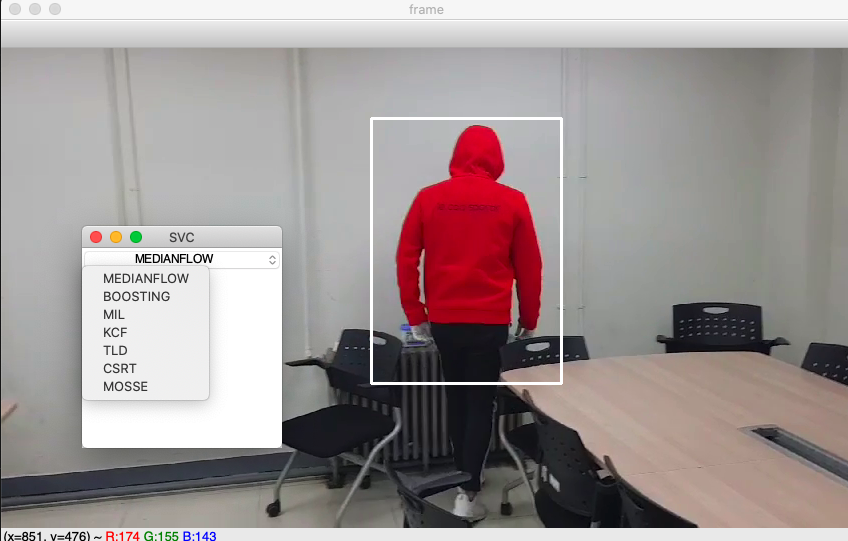 frame
SVC
MEDIANFLOW
MEDIANFLOW
BOOSTING
MIL
KCF
TLD
CSRT
MOSSE
(x=851, y=476) ~ R:174 G:155 B:143